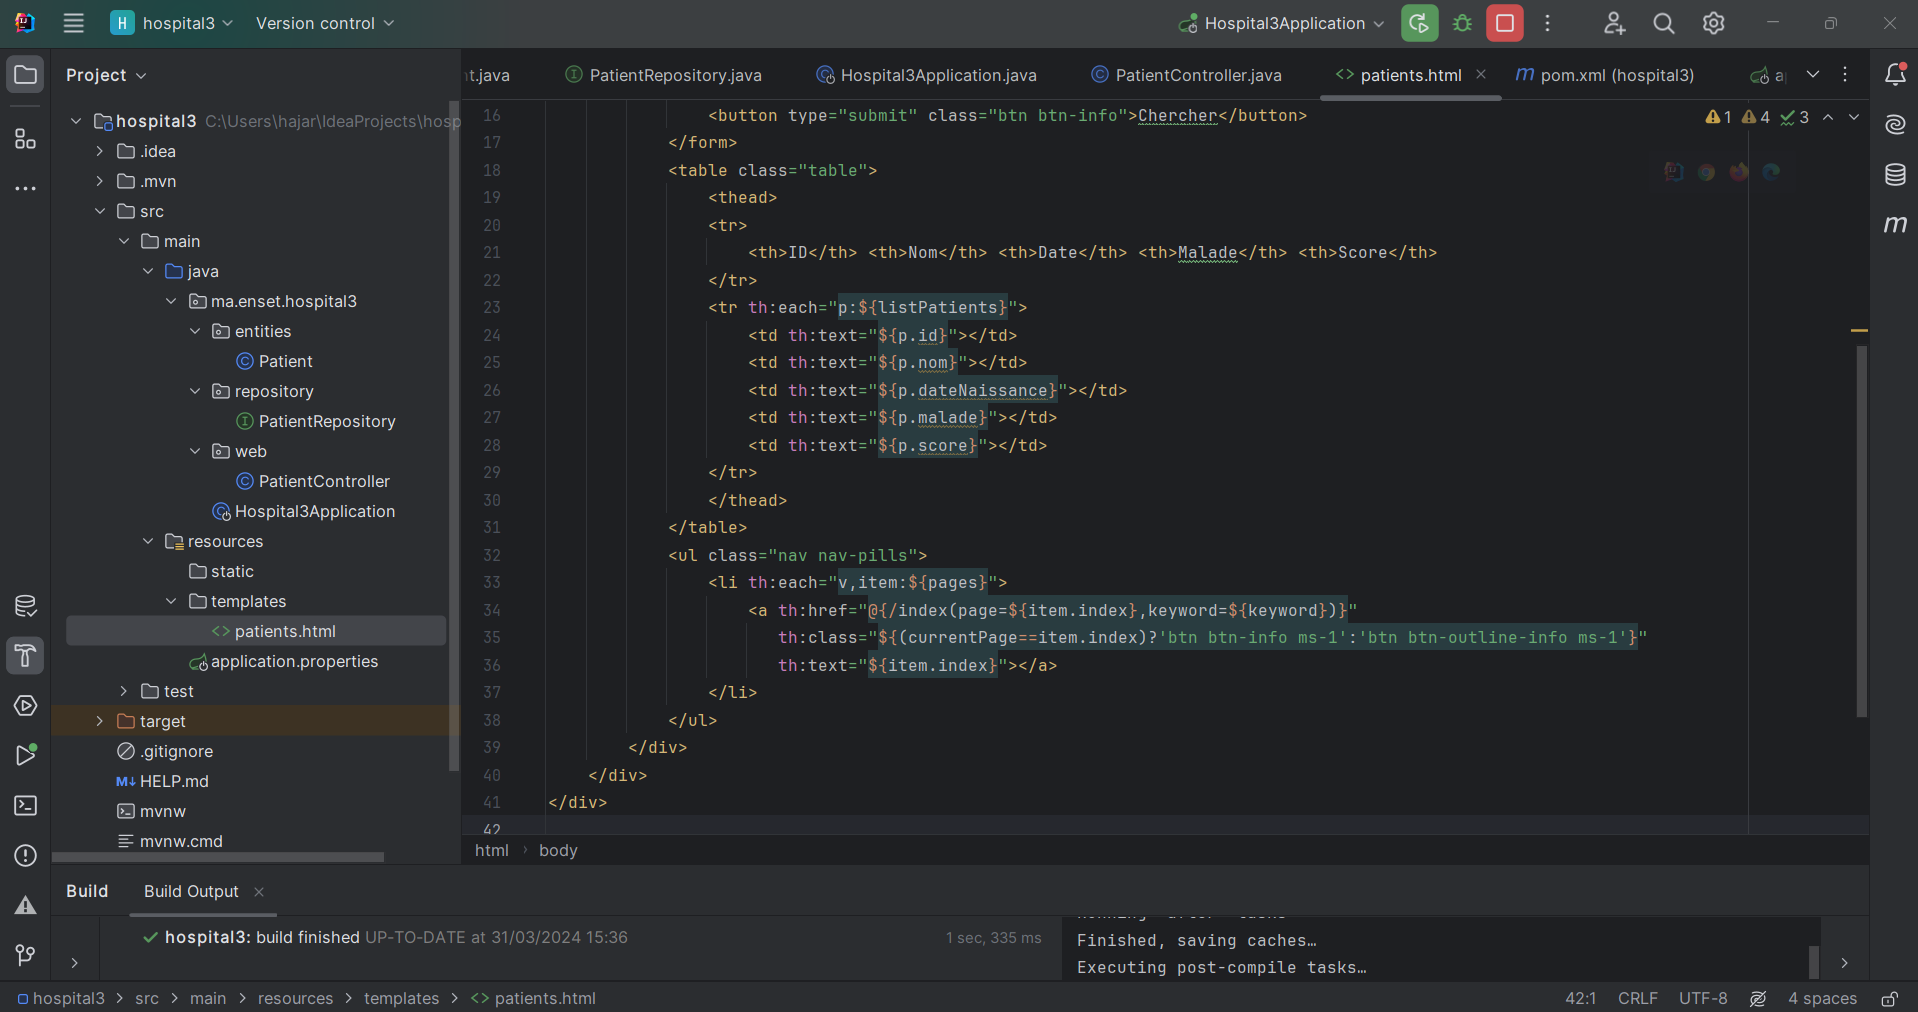 H hospital3 Version control Hospital3Application
Project
t.java PatientRepository.java Hospital3Application.java PatientController.java <> patients.html m pom.xml (hospital3)
hospital3 C:\Users\hajar\IdeaProjects\hosp
.idea
.mvn
src
main
java
ma.enset.hospital3
entities
Patient
repository
PatientRepository
web
PatientController
Hospital3Application
resources
static
templates
<> patients.html
application.properties
test
target
.gitignore
M↓ HELP.md
mvnw
mvnw.cmd
1 4 3
16 <button type="submit" class="btn btn-info">Chercher</button>
17 </form>
18 <table class="table">
19 <thead>
20 <tr>
21 <th>ID</th> <th>Nom</th> <th>Date</th> <th>Malade</th> <th>Score</th>
22 </tr>
23 <tr th:each="p:${listPatients}">
24 <td th:text="${p.id}"></td>
25 <td th:text="${p.nom}"></td>
26 <td th:text="${p.dateNaissance}"></td>
27 <td th:text="${p.malade}"></td>
28 <td th:text="${p.score}"></td>
29 </tr>
30 </thead>
31 </table>
32 <ul class="nav nav-pills">
33 <li th:each="v,item:${pages}">
34 <a th:href="@{/index(page=${item.index},keyword=${keyword})}"
35 th:class="${(currentPage==item.index)?'btn btn-info ms-1':'btn btn-outline-info ms-1'}"
36 th:text="${item.index}"></a>
37 </li>
38 </ul>
39 </div>
40 </div>
41 </div>
42
html › body
Build Build Output
hospital3: build finished UP-TO-DATE at 31/03/2024 15:36 1 sec, 335 ms
Finished, saving caches…
Executing post-compile tasks…
hospital3 > src > main > resources > templates > <> patients.html 42:1 CRLF UTF-8 4 spaces